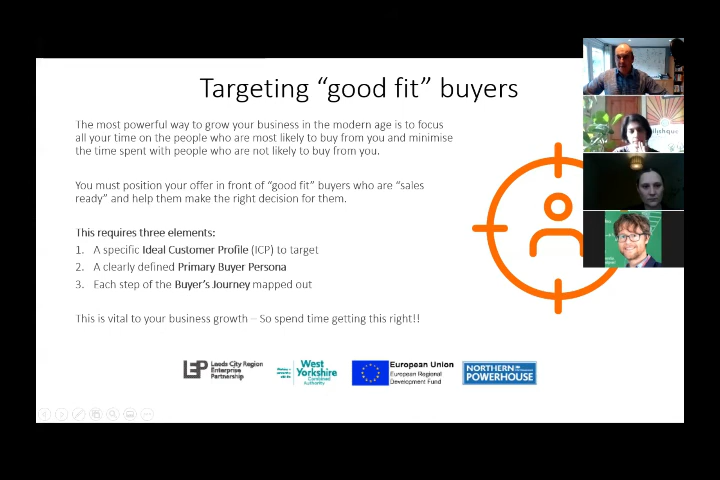 Targeting “good fit” buyers
The most powerful way to grow your business in the modern age is to focus
all your time on the people who are most likely to buy from you and minimise
the time spent with people who are not likely to buy from you.
You must position your offer in front of “good fit” buyers who are “sales
ready” and help them make the right decision for them.
This requires three elements:
1. A specific Ideal Customer Profile (ICP) to target
2. A clearly defined Primary Buyer Persona
3. Each step of the Buyer’s Journey mapped out
This is vital to your business growth – So spend time getting this right!!
LEP
Leeds City Region
Enterprise
Partnership
West
Yorkshire
Combined
Authority
European Union
European Regional
Development Fund
NORTHERN
POWERHOUSE